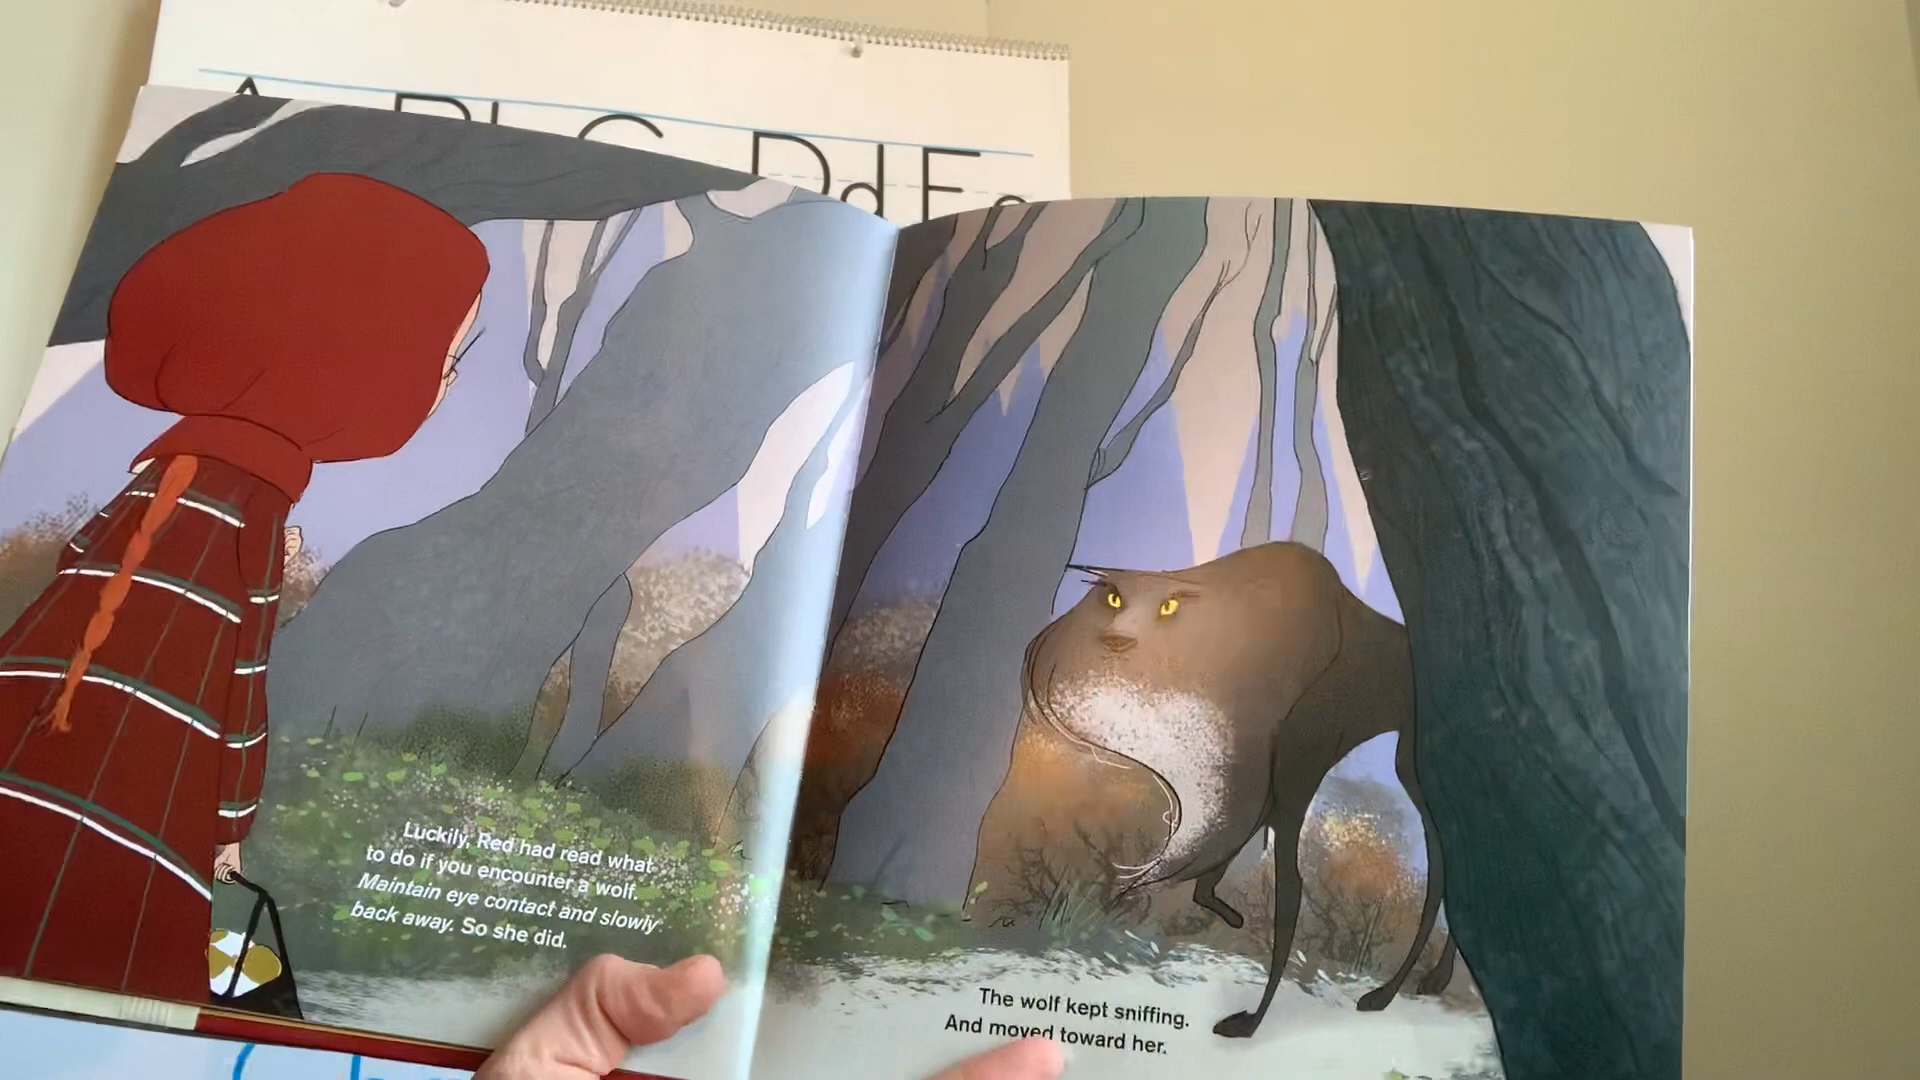 D d E
Luckily, Red had read what
to do if you encounter a wolf.
Maintain eye contact and slowly
back away. So she did.
The wolf kept sniffing.
And moved toward her.